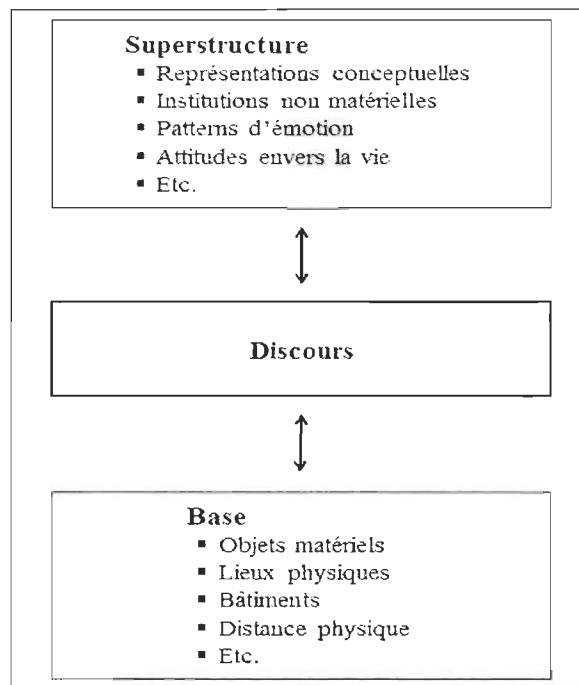 Superstructure
▪ Représentations conceptuelles
▪ Institutions non matérielles
▪ Patterns d'émotion
▪ Attitudes envers la vie
▪ Etc.
Discours
Base
▪ Objets matériels
▪ Lieux physiques
▪ Bâtiments
▪ Distance physique
▪ Etc.